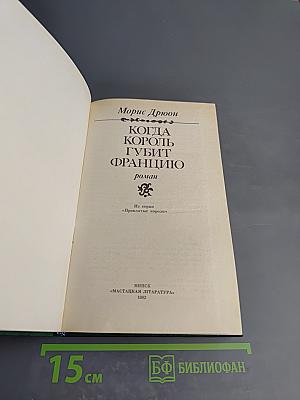 Морис Дрюон
КОГДА
КОРОЛЬ
ГУБИТ
ФРАНЦИЮ
роман
Из серии
«Проклятые короли»
МИНСК
«МАСТАЦКАЯ ЛІТАРАТУРА»
1992
15 см
БФ БИБЛИОФАН